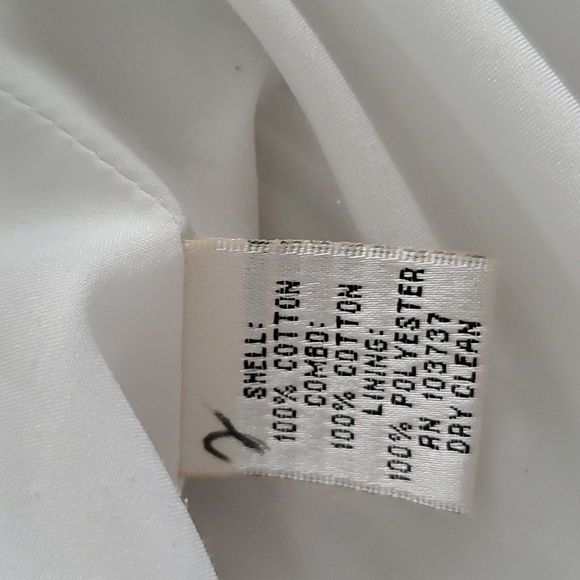 SHELL:
100% COTTON
COMBO:
100% COTTON
LINING:
100% POLYESTER
RN 103737
DRY CLEAN